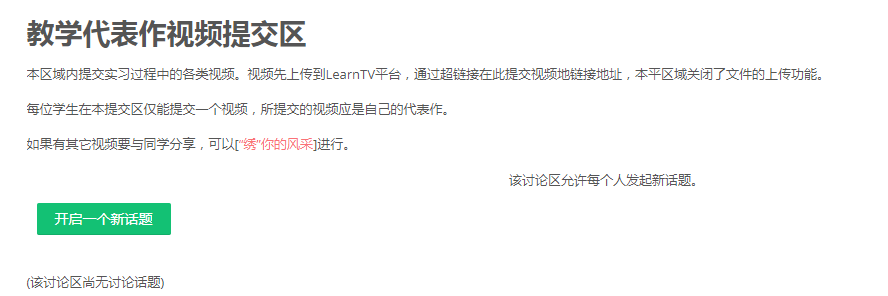 教学代表作视频提交区
本区域内提交实习过程中的各类视频。视频先上传到LearnTV平台，通过超链接在此提交视频地链接地址，本平区域关闭了文件的上传功能。
每位学生在本提交区仅能提交一个视频，所提交的视频应是自己的代表作。
如果有其它视频要与同学分享，可以[“绣”你的风采]进行。
该讨论区允许每个人发起新话题。
开启一个新话题
(该讨论区尚无讨论话题)